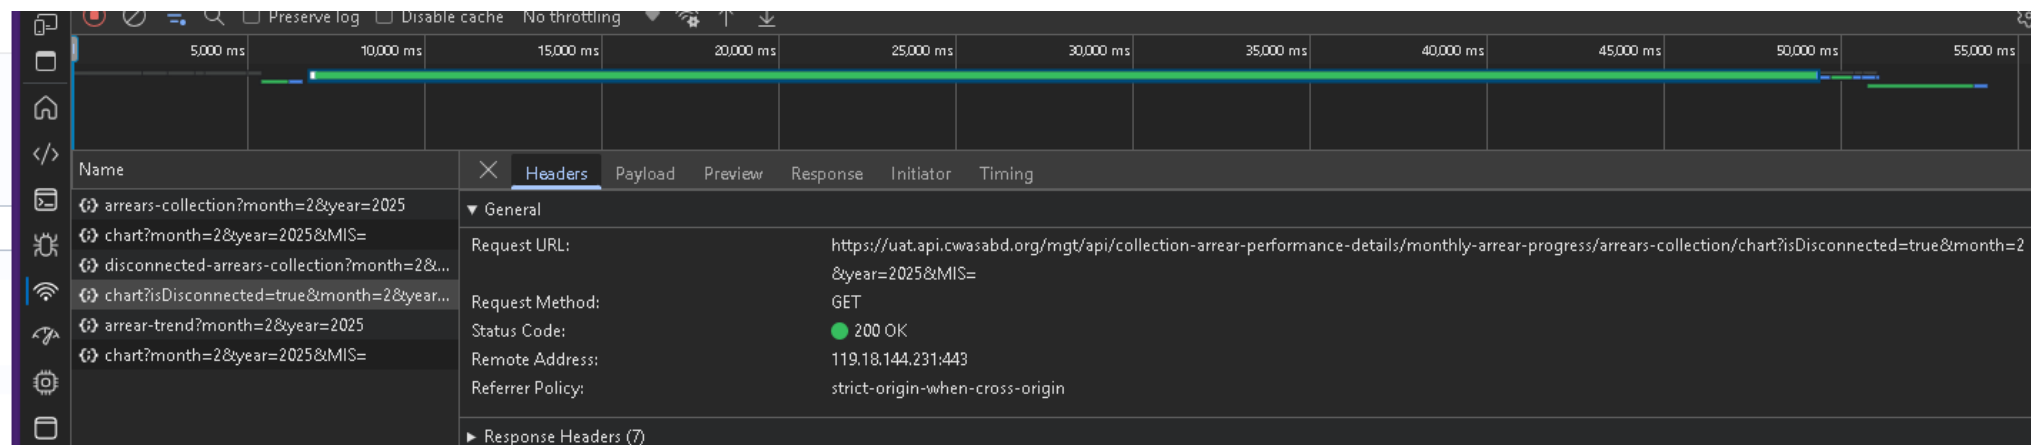 Preserve log Disable cache No throttling
5,000 ms 10,000 ms 15,000 ms 20,000 ms 25,000 ms 30,000 ms 35,000 ms 40,000 ms 45,000 ms 50,000 ms 55,000 ms
Name
arrears-collection?month=2&year=2025
chart?month=2&year=2025&MIS=
disconnected-arrears-collection?month=2&...
chart?isDisconnected=true&month=2&year...
arrear-trend?month=2&year=2025
chart?month=2&year=2025&MIS=
Headers Payload Preview Response Initiator Timing
General
Request URL: https://uat.api.cwasabd.org/mgt/api/collection-arrear-performance-details/monthly-arrear-progress/arrears-collection/chart?isDisconnected=true&month=2
&year=2025&MIS=
Request Method: GET
Status Code: 200 OK
Remote Address: 119.18.144.231:443
Referrer Policy: strict-origin-when-cross-origin
Response Headers (7)